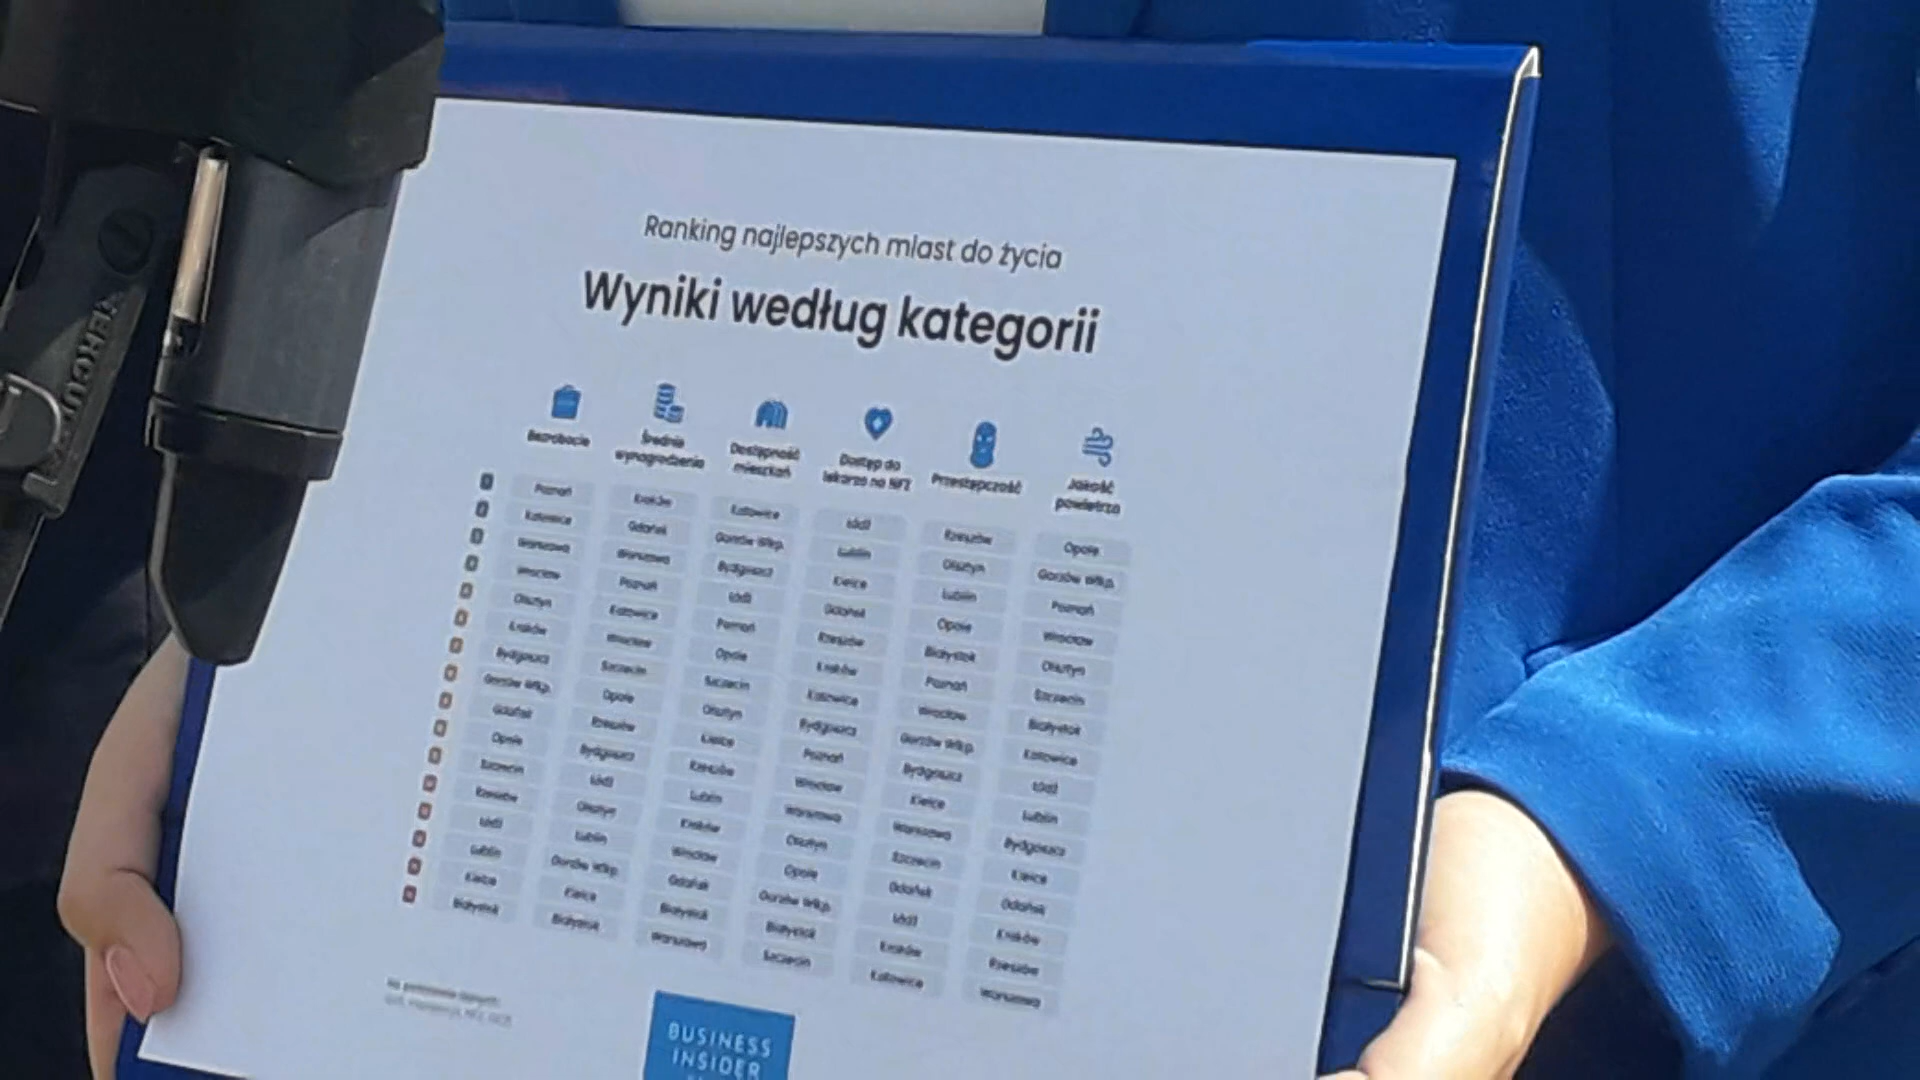 Ranking najlepszych miast do życia
Wyniki według kategorii
Bezrobocie Średnie wynagrodzenia Dostępność mieszkań Dostęp do lekarza na NFZ Przestępczość Jakość powietrza
Poznań Kraków Katowice Łódź Rzeszów Opole
Katowice Gdańsk Gorzów Wlkp. Lublin Olsztyn Gorzów Wlkp.
Warszawa Warszawa Bydgoszcz Kielce Lublin Poznań
Wrocław Poznań Łódź Gdańsk Opole Wrocław
Olsztyn Katowice Poznań Rzeszów Białystok Olsztyn
Kraków Wrocław Opole Kraków Poznań Szczecin
Bydgoszcz Szczecin Szczecin Katowice Wrocław Białystok
Gorzów Wlkp. Opole Olsztyn Bydgoszcz Gorzów Wlkp. Katowice
Gdańsk Rzeszów Kielce Poznań Bydgoszcz Łódź
Opole Bydgoszcz Rzeszów Wrocław Kielce Lublin
Szczecin Łódź Lublin Warszawa Warszawa Bydgoszcz
Rzeszów Olsztyn Kraków Olsztyn Szczecin Kielce
Łódź Lublin Wrocław Opole Gdańsk Gdańsk
Lublin Gorzów Wlkp. Gdańsk Gorzów Wlkp. Łódź Kraków
Kielce Kielce Białystok Białystok Kraków Rzeszów
Białystok Białystok Warszawa Szczecin Katowice Warszawa
Na podstawie danych:
BUSINESS
INSIDER